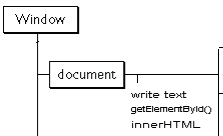 Window
document
write text
getElementById()
innerHTML